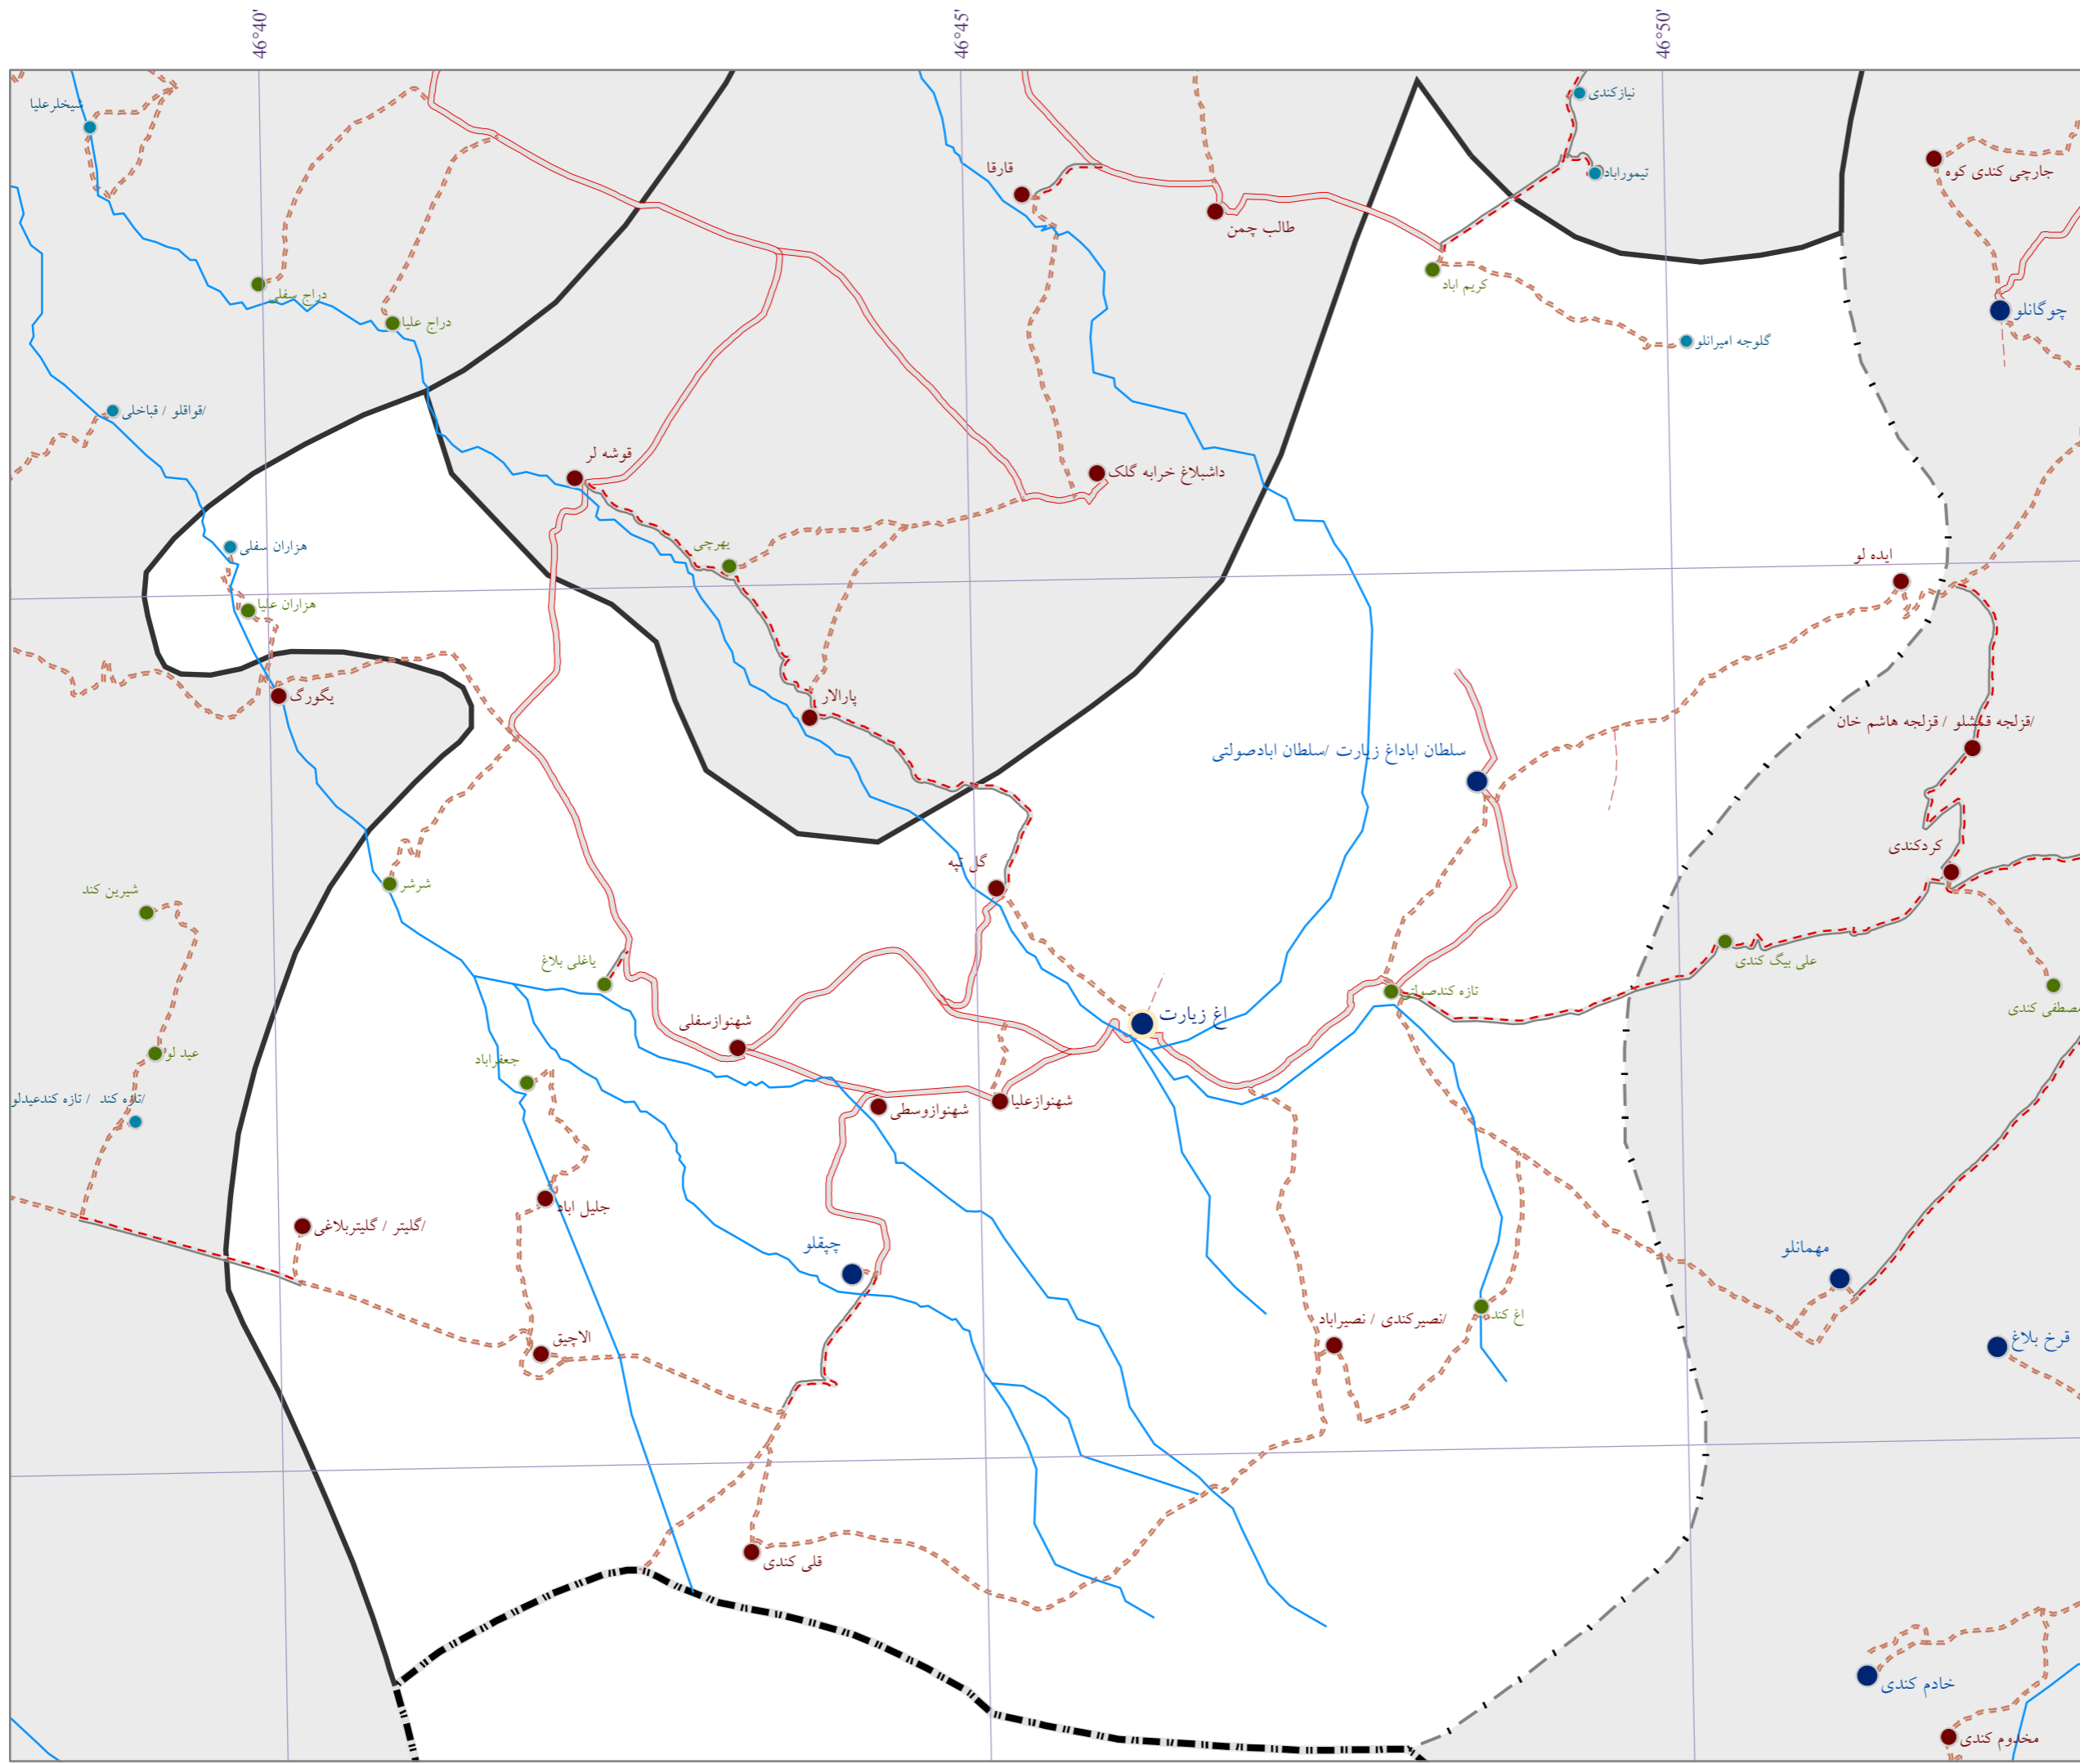 46°40'
46°45'
46°50'
شیخلرعلیا
نیازکندی
تیموراباد
جارچی کندی کوه
قارقا
طالب چمن
کریم اباد
دراج سفلی
دراج علیا
چوگانلو
گلوجه امیرانلو
قواقلو / قباخلی/
قوشه لر
داشبلاغ خرابه گلک
یهرچی
هزاران سفلی
ایده لو
هزاران علیا
یگورگ
پارالار
قزلجه قمشلو / قزلجه هاشم خان/
سلطان اباداغ زیارت /سلطان ابادصولتی
کردکندی
گل تپه
شرشر
شیرین کند
یاغلی بلاغ
علی بیگ کندی
تازه کندصولتی
مصطفی کندی
اغ زیارت
شهنوازسفلی
عید لو
جعفراباد
تازه کند / تازه کندعیدلو/
شهنوازعلیا
شهنوازوسطی
جلیل اباد
گلیتر / گلیتربلاغی/
چپقلو
مهمانلو
اغ کند
نصیرکندی / نصیراباد/
الاچیق
قرخ بلاغ
قلی کندی
خادم کندی
مخدوم کندی